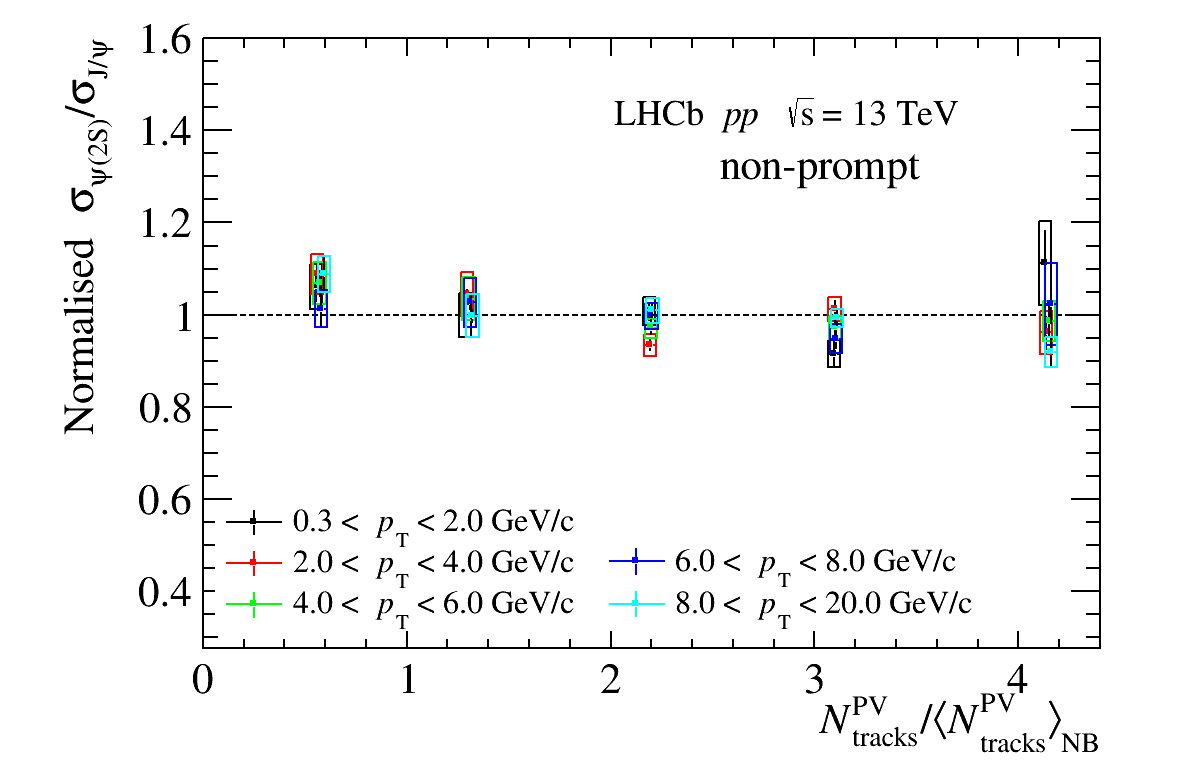 Normalised σψ(2S)/σJ/ψ
1.6
1.4
1.2
1
0.8
0.6
0.4
LHCb pp √s = 13 TeV
non-prompt
0.3 < pT < 2.0 GeV/c
2.0 < pT < 4.0 GeV/c
4.0 < pT < 6.0 GeV/c
6.0 < pT < 8.0 GeV/c
8.0 < pT < 20.0 GeV/c
0 1 2 3 4
N PV tracks/⟨N PV tracks⟩NB